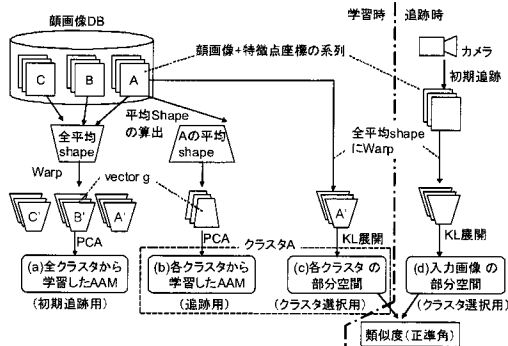 顔画像DB
学習時
追跡時
C
B
A
顔画像+特徴点座標の系列
カメラ
初期追跡
平均Shape
の算出
全平均
shape
Aの平均
shape
全平均shape
にWarp
Warp
vector g
C'
B'
A'
A'
PCA
PCA
クラスタA
KL展開
KL展開
(a)全クラスタから
学習したAAM
(初期追跡用)
(b)各クラスタから
学習したAAM
(追跡用)
(c)各クラスタの
部分空間
(クラスタ選択用)
(d)入力画像の
部分空間
(クラスタ選択用)
類似度(正準角)